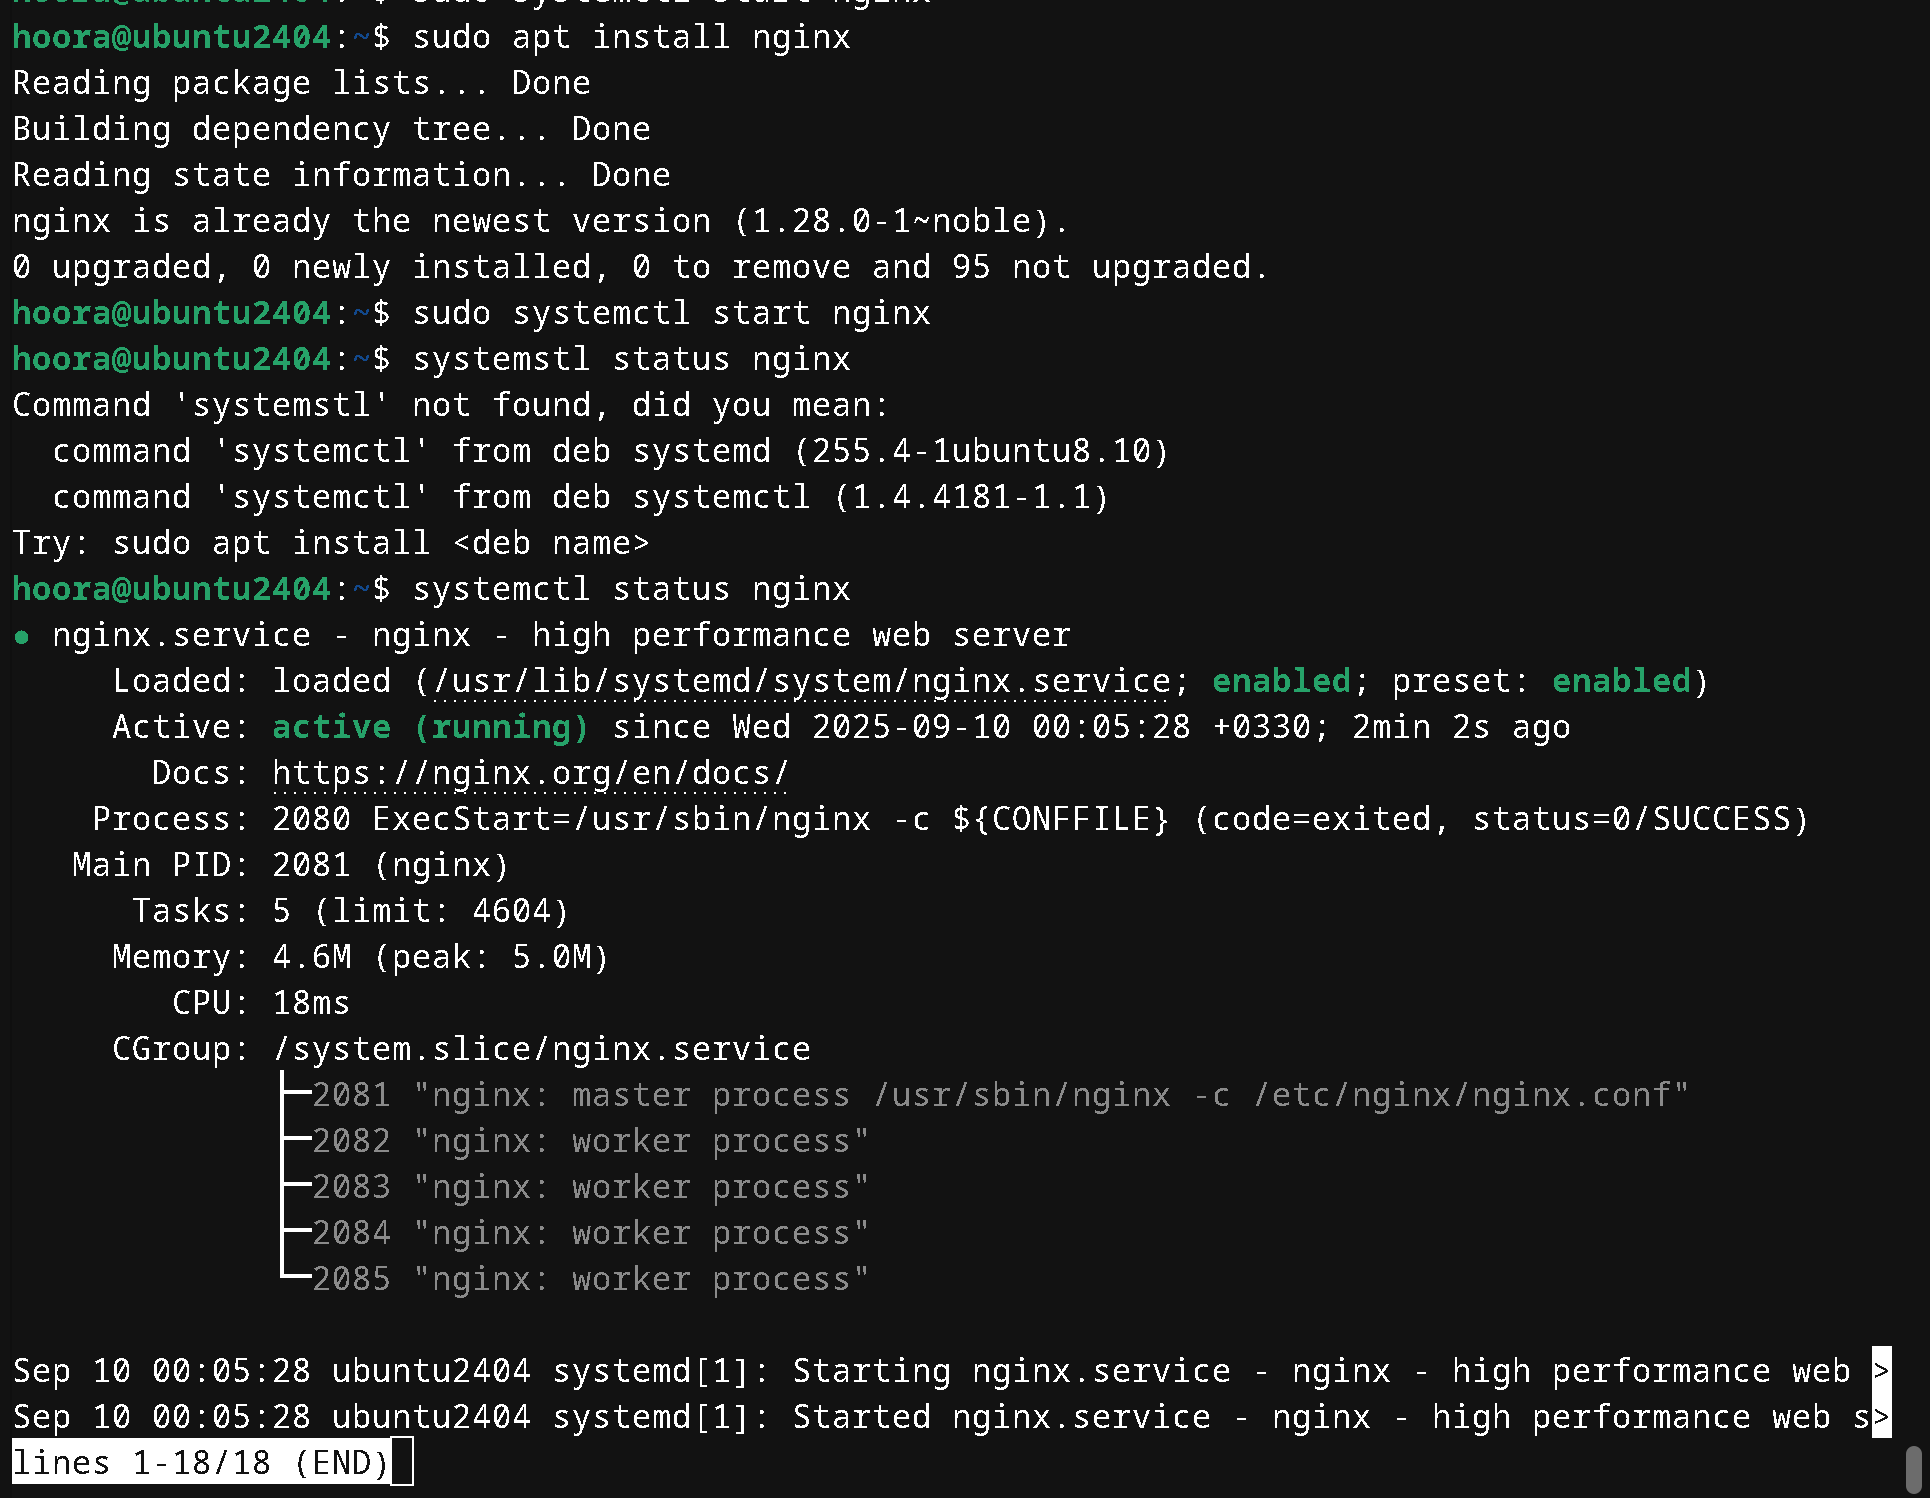 hoora@ubuntu2404:~$ sudo systemctl start nginx
hoora@ubuntu2404:~$ sudo apt install nginx
Reading package lists... Done
Building dependency tree... Done
Reading state information... Done
nginx is already the newest version (1.28.0-1~noble).
0 upgraded, 0 newly installed, 0 to remove and 95 not upgraded.
hoora@ubuntu2404:~$ sudo systemctl start nginx
hoora@ubuntu2404:~$ systemstl status nginx
Command 'systemstl' not found, did you mean:
  command 'systemctl' from deb systemd (255.4-1ubuntu8.10)
  command 'systemctl' from deb systemctl (1.4.4181-1.1)
Try: sudo apt install <deb name>
hoora@ubuntu2404:~$ systemctl status nginx
● nginx.service - nginx - high performance web server
     Loaded: loaded (/usr/lib/systemd/system/nginx.service; enabled; preset: enabled)
     Active: active (running) since Wed 2025-09-10 00:05:28 +0330; 2min 2s ago
       Docs: https://nginx.org/en/docs/
    Process: 2080 ExecStart=/usr/sbin/nginx -c ${CONFFILE} (code=exited, status=0/SUCCESS)
   Main PID: 2081 (nginx)
      Tasks: 5 (limit: 4604)
     Memory: 4.6M (peak: 5.0M)
        CPU: 18ms
     CGroup: /system.slice/nginx.service
             ├─2081 "nginx: master process /usr/sbin/nginx -c /etc/nginx/nginx.conf"
             ├─2082 "nginx: worker process"
             ├─2083 "nginx: worker process"
             ├─2084 "nginx: worker process"
             └─2085 "nginx: worker process"
Sep 10 00:05:28 ubuntu2404 systemd[1]: Starting nginx.service - nginx - high performance web >
Sep 10 00:05:28 ubuntu2404 systemd[1]: Started nginx.service - nginx - high performance web s>
lines 1-18/18 (END)